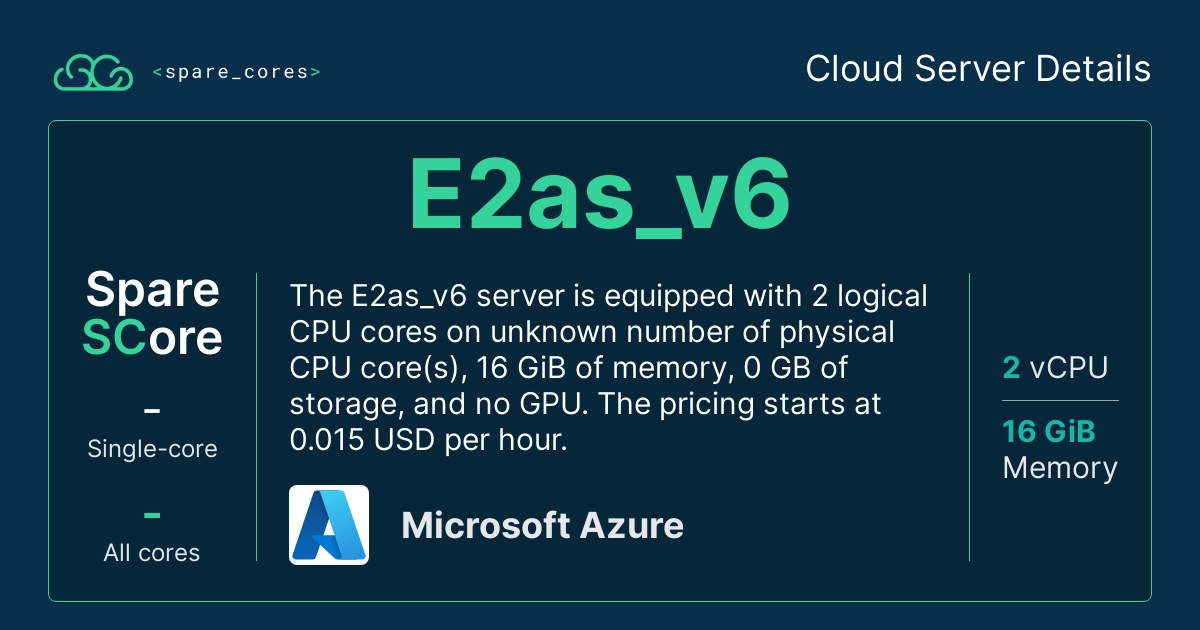 <spare_cores>
Cloud Server Details
E2as_v6
Spare
SCore
–
Single-core
–
All cores
The E2as_v6 server is equipped with 2 logical
CPU cores on unknown number of physical
CPU core(s), 16 GiB of memory, 0 GB of
storage, and no GPU. The pricing starts at
0.015 USD per hour.
Microsoft Azure
2 vCPU
16 GiB
Memory